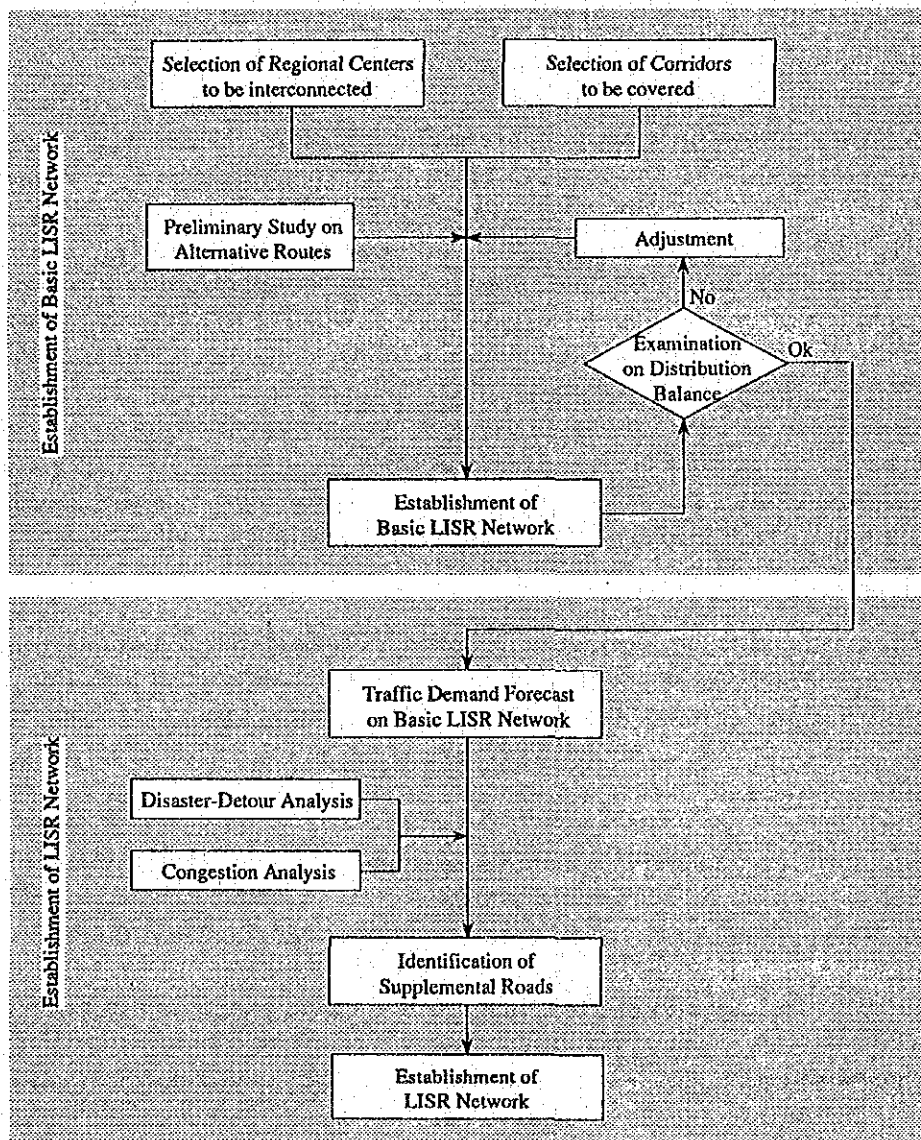 Establishment of Basic LISR Network
Selection of Regional Centers
to be interconnected
Selection of Corridors
to be covered
Preliminary Study on
Alternative Routes
Adjustment
No
Examination
on Distribution
Balance
Ok
Establishment of
Basic LISR Network
Establishment of LISR Network
Traffic Demand Forecast
on Basic LISR Network
Disaster-Detour Analysis
Congestion Analysis
Identification of
Supplemental Roads
Establishment of
LISR Network